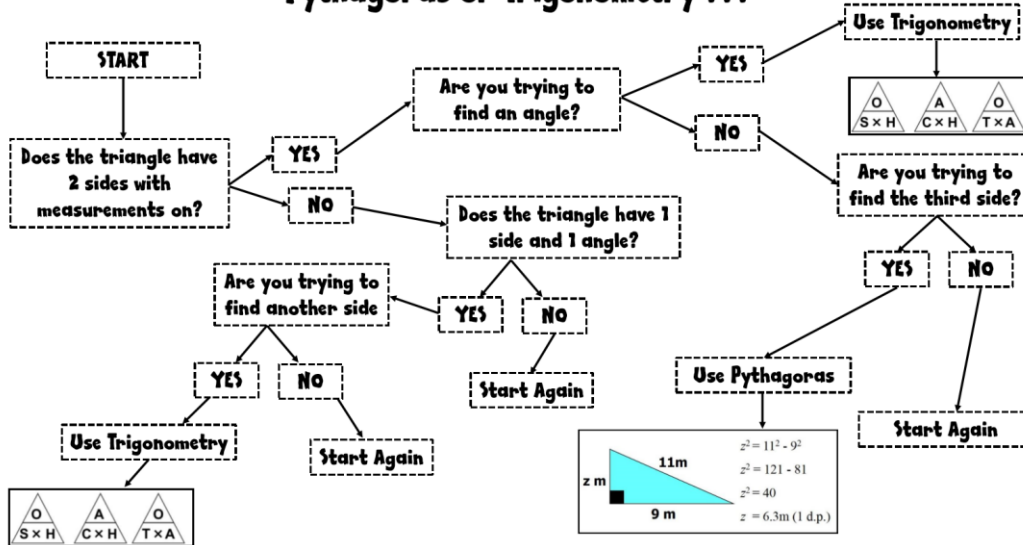 Pythagoras or Trigonometry???
START
Does the triangle have
2 sides with
measurements on?
YES
NO
Are you trying to
find an angle?
YES
NO
Use Trigonometry
O
S × H
A
C × H
O
T × A
Are you trying to
find the third side?
YES
NO
Does the triangle have 1
side and 1 angle?
YES
NO
Start Again
Are you trying to
find another side
YES
NO
Use Trigonometry
Start Again
O
S × H
A
C × H
O
T × A
Use Pythagoras
Start Again
11m
z m
9 m
z² = 11² - 9²
z² = 121 - 81
z² = 40
z = 6.3m (1 d.p.)